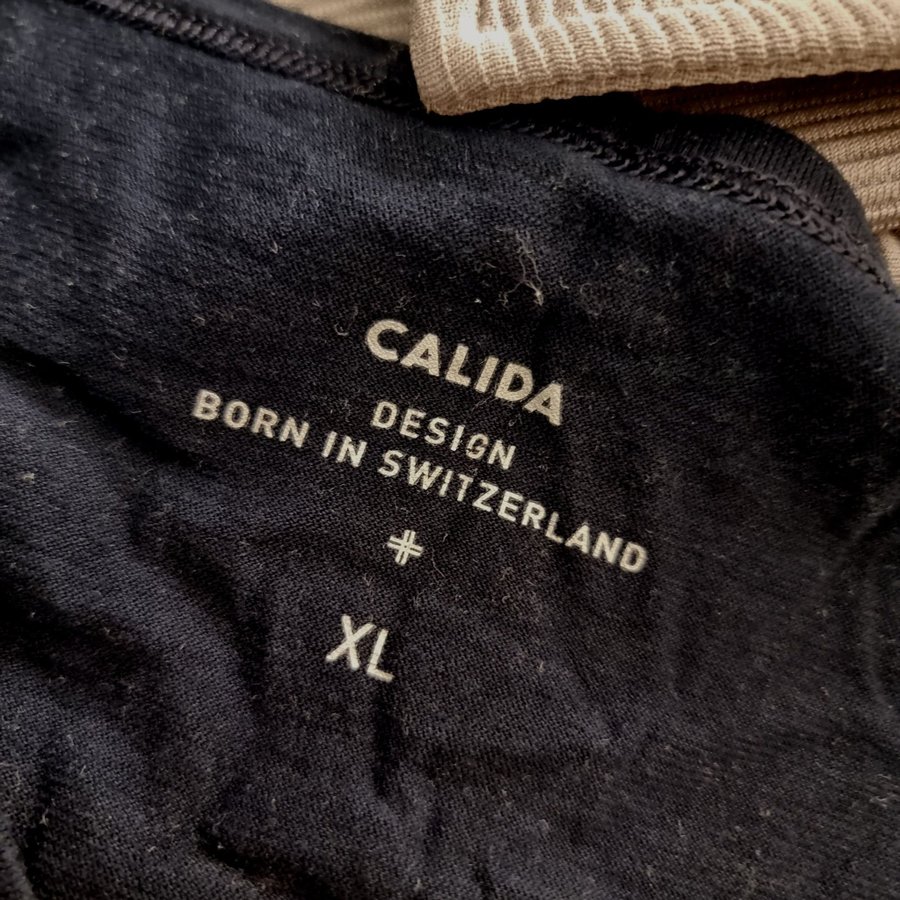 CALIDA
DESIGN
BORN IN SWITZERLAND
XL